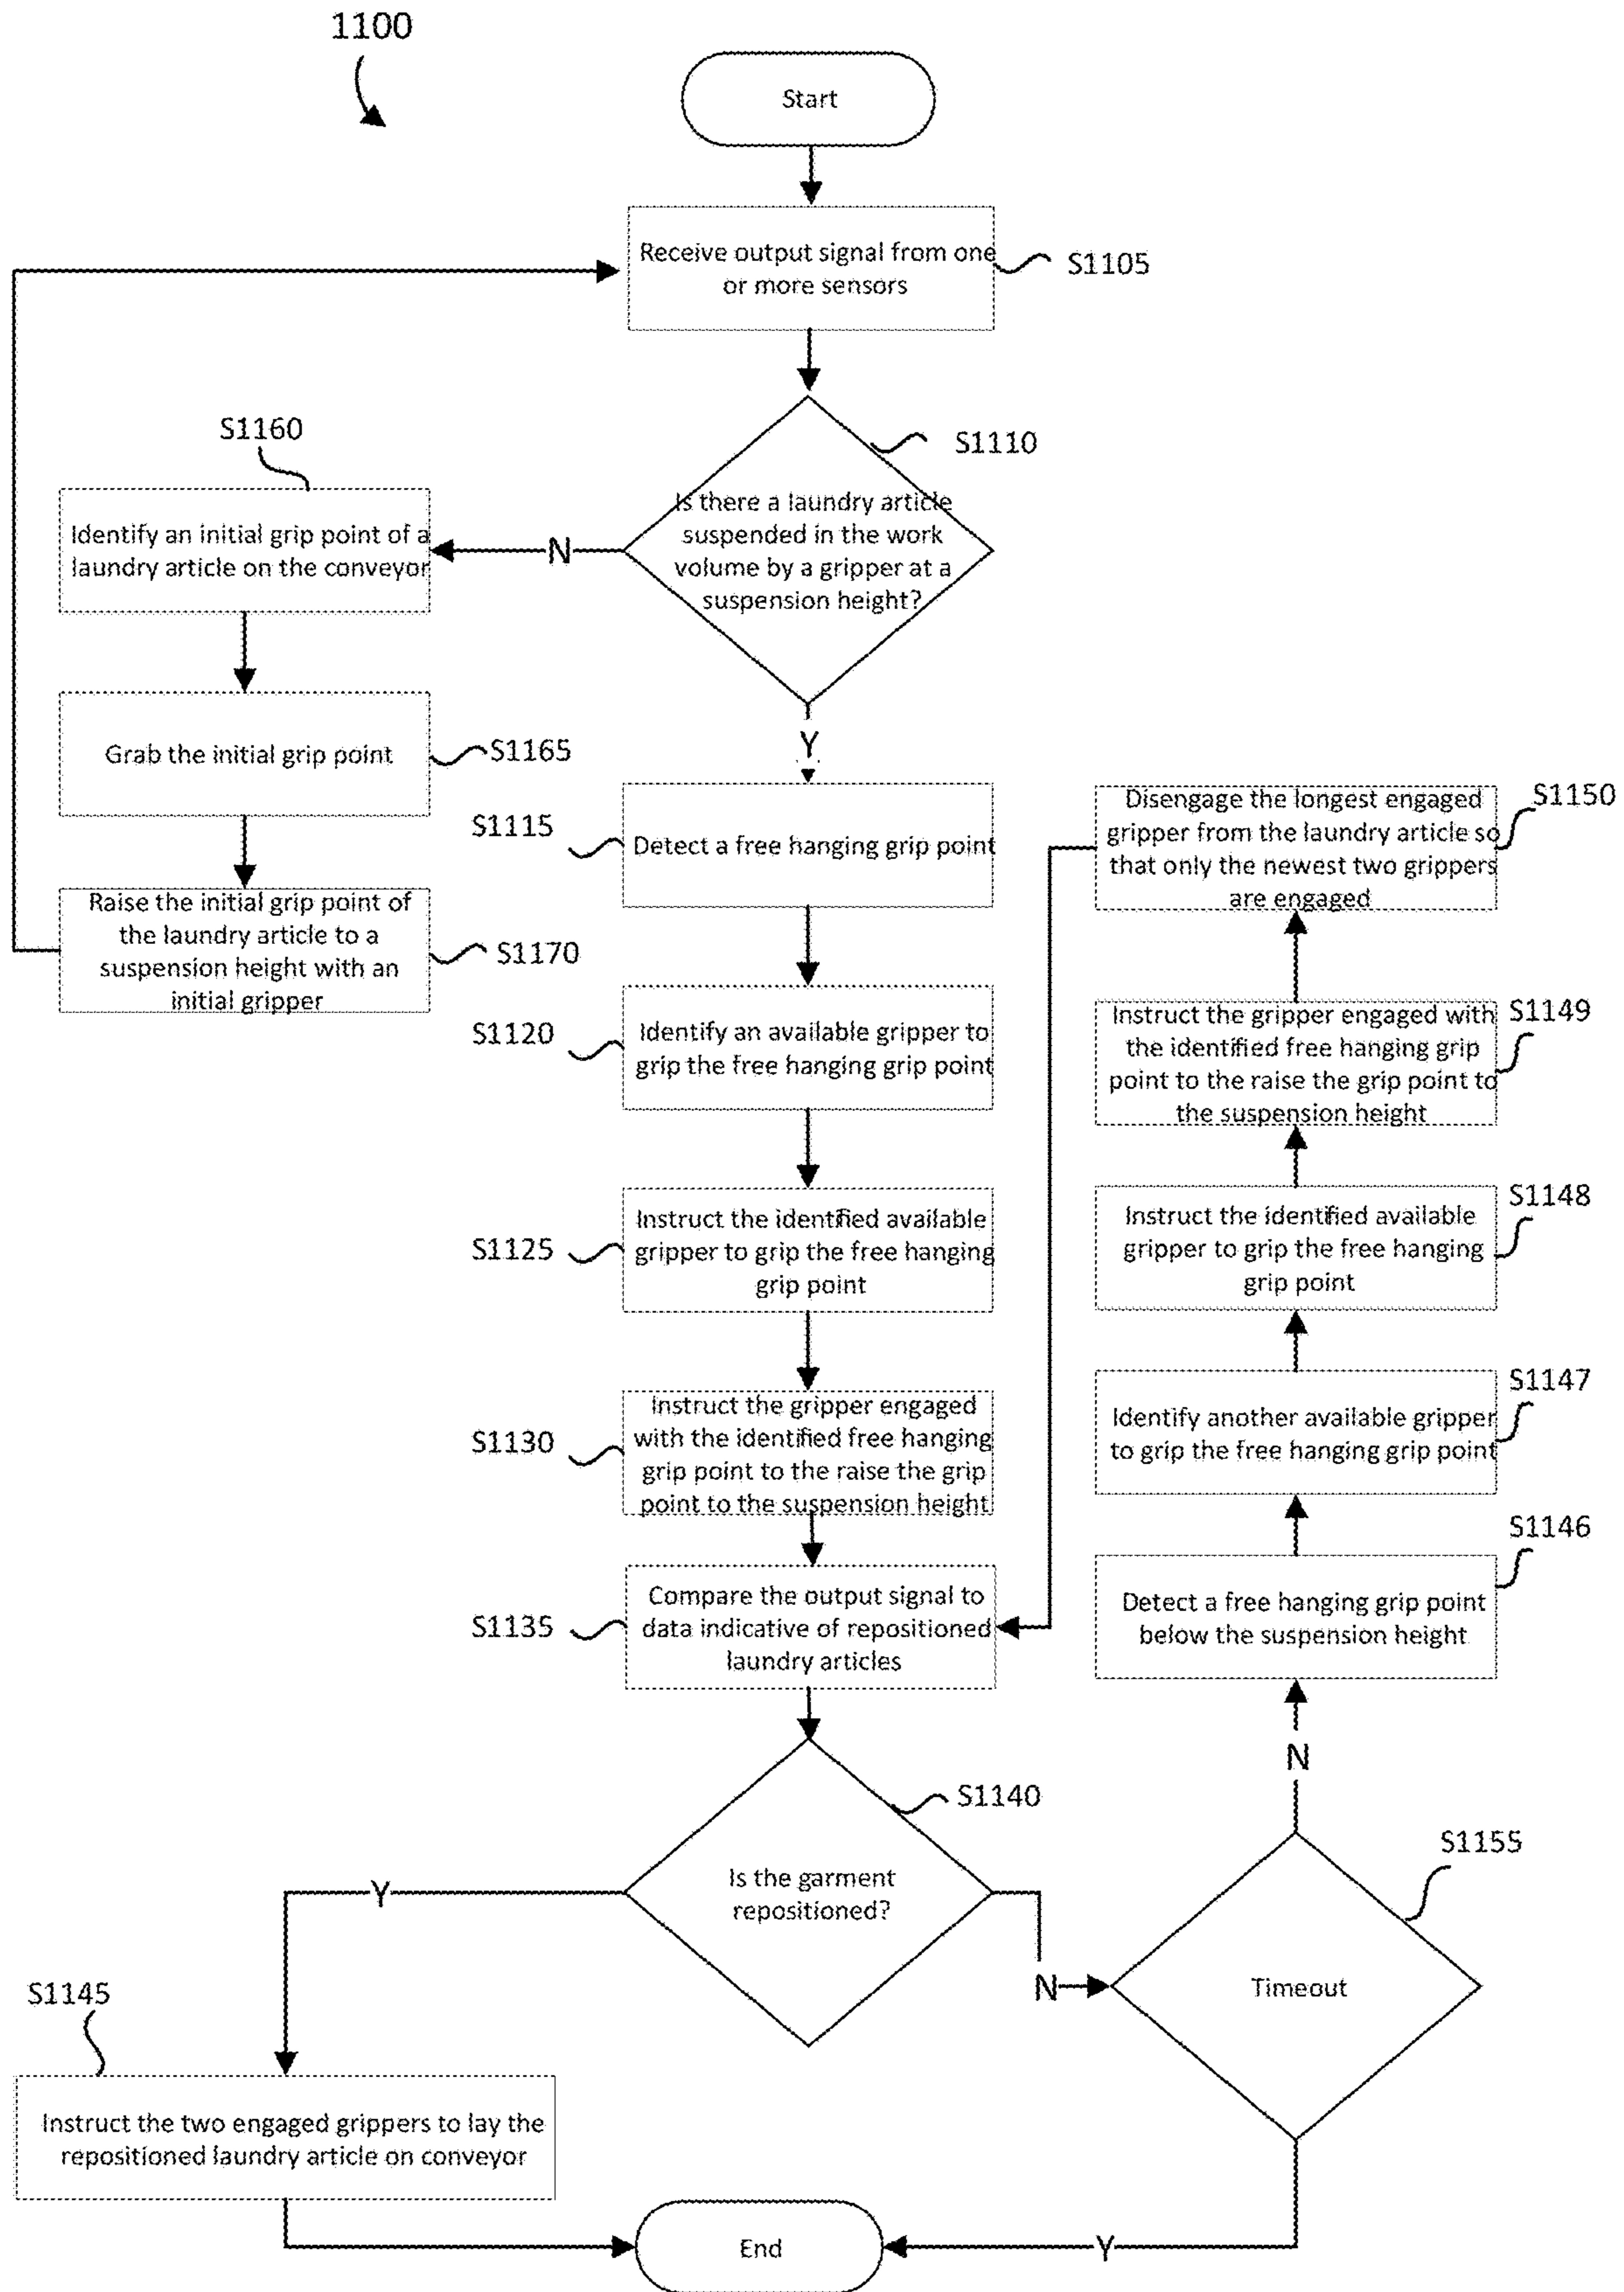 1100
Start
Receive output signal from one
or more sensors
S1105
S1110
Is there a laundry article
suspended in the work
volume by a gripper at a
suspension height?
N
Y
S1160
Identify an initial grip point of a
laundry article on the conveyor
Grab the initial grip point
S1165
Raise the initial grip point of
the laundry article to a
suspension height with an
initial gripper
S1170
S1115
Detect a free hanging grip point
S1120
Identify an available gripper to
grip the free hanging grip point
S1125
Instruct the identified available
gripper to grip the free hanging
grip point
S1130
Instruct the gripper engaged
with the identified free hanging
grip point to the raise the grip
point to the suspension height
S1135
Compare the output signal to
data indicative of repositioned
laundry articles
S1140
Is the garment
repositioned?
Y
N
S1145
Instruct the two engaged grippers to lay the
repositioned laundry article on conveyor
S1150
Disengage the longest engaged
gripper from the laundry article so
that only the newest two grippers
are engaged
S1149
Instruct the gripper engaged with
the identified free hanging grip
point to the raise the grip point to
the suspension height
S1148
Instruct the identified available
gripper to grip the free hanging
grip point
S1147
Identify another available gripper
to grip the free hanging grip point
S1146
Detect a free hanging grip point
below the suspension height
N
S1155
Timeout
Y
End